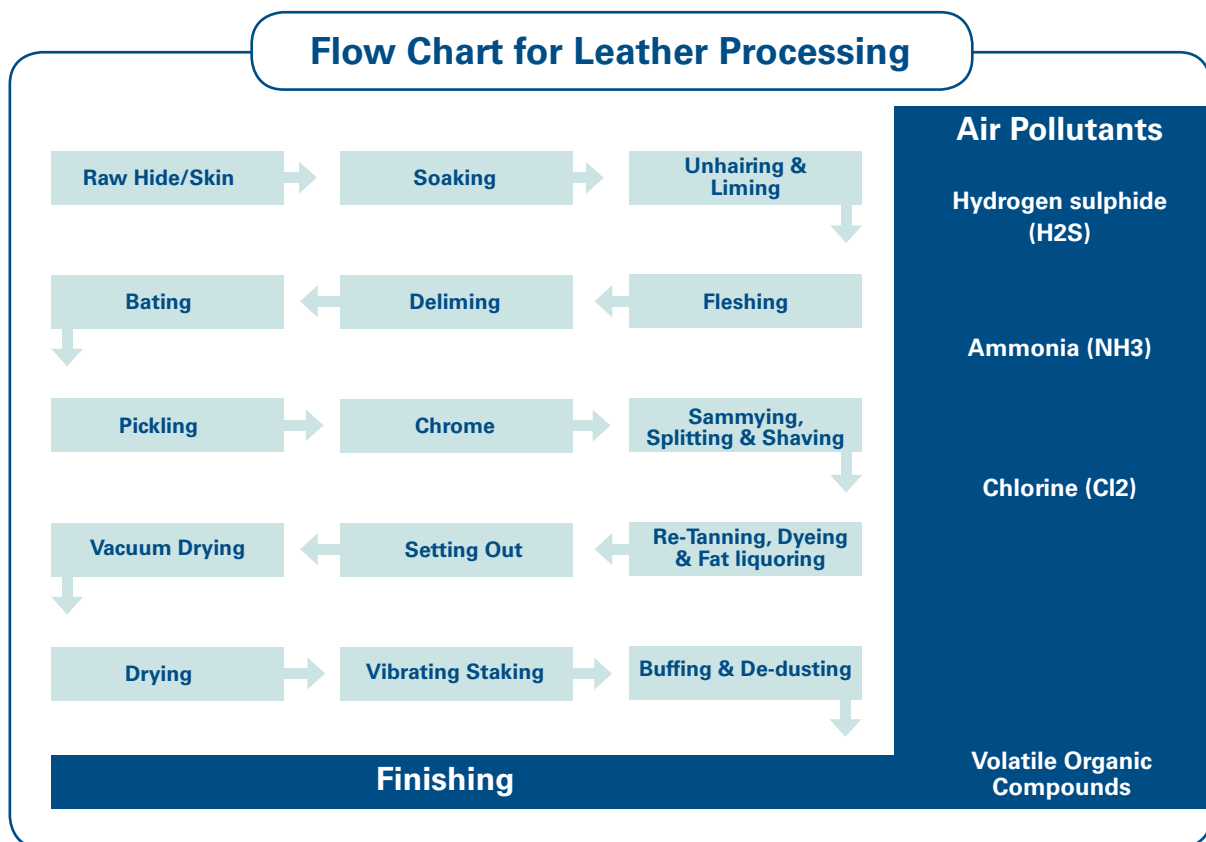 Flow Chart for Leather Processing
Air Pollutants
Raw Hide/Skin
Soaking
Unhairing &
Liming
Hydrogen sulphide
(H2S)
Bating
Deliming
Fleshing
Ammonia (NH3)
Pickling
Chrome
Sammying,
Splitting & Shaving
Chlorine (Cl2)
Vacuum Drying
Setting Out
Re-Tanning, Dyeing
& Fat liquoring
Drying
Vibrating Staking
Buffing & De-dusting
Finishing
Volatile Organic
Compounds